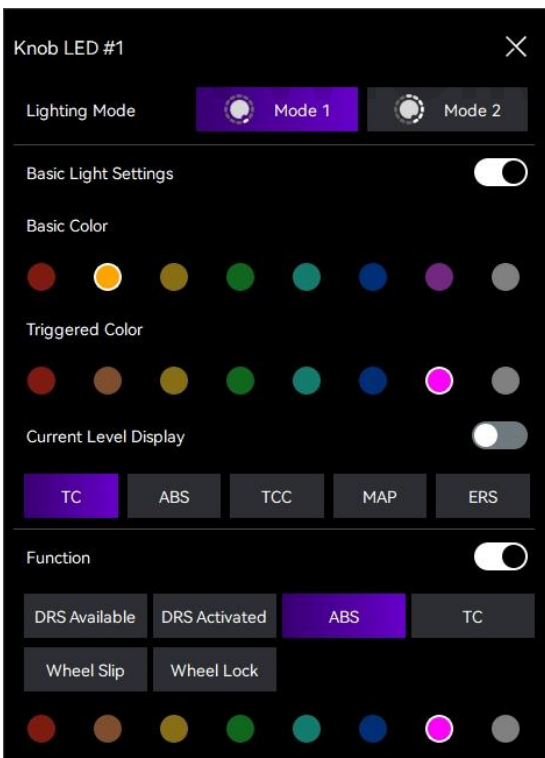 Knob LED #1
Lighting Mode Mode 1 Mode 2
Basic Light Settings
Basic Color
Triggered Color
Current Level Display
TC ABS TCC MAP ERS
Function
DRS Available DRS Activated ABS TC
Wheel Slip Wheel Lock